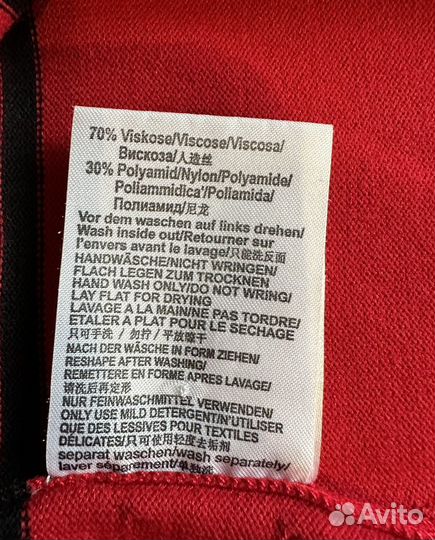 70% Viskose/Viscose/Viscosa/
Вискоза/人造丝
30% Polyamid/Nylon/Polyamide/
Poliammidica'/Poliamida/
Полиамид/尼龙
Vor dem waschen auf links drehen/
Wash inside out/Retourner sur
l'envers avant le lavage/只能洗反面
HANDWÄSCHE/NICHT WRINGEN/
FLACH LEGEN ZUM TROCKNEN
HAND WASH ONLY/DO NOT WRING/
LAY FLAT FOR DRYING
LAVAGE A LA MAIN/NE PAS TORDRE/
ETALER A PLAT POUR LE SECHAGE
只可手洗 / 勿拧 / 平放晾干
NACH DER WÄSCHE IN FORM ZIEHEN/
RESHAPE AFTER WASHING/
REMETTERE EN FORME APRES LAVAGE/
请洗后再定形
NUR FEINWASCHMITTEL VERWENDEN/
ONLY USE MILD DETERGENT/N'UTILISER
QUE DES LESSIVES POUR TEXTILES
DÉLICATES/只可使用轻度去垢剂
separat waschen/wash separately/
laver séparement/单独洗
Avito